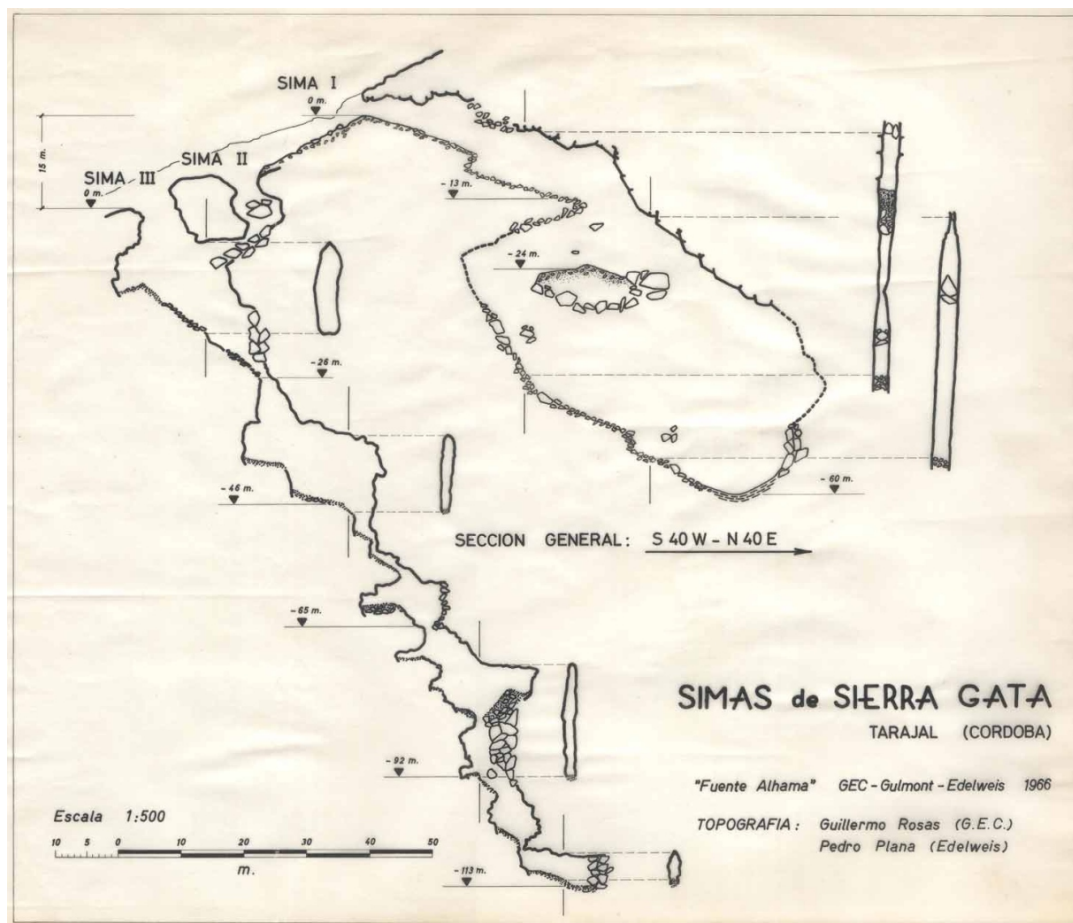 SIMA I
0 m.
15 m.
SIMA II
SIMA III
0 m.
- 13 m.
- 24 m.
- 26 m.
- 46 m.
- 60 m.
SECCION GENERAL: S 40 W - N 40 E
- 65 m.
SIMAS de SIERRA GATA
TARAJAL (CORDOBA)
- 92 m.
"Fuente Alhama" GEC - Gulmont - Edelweis 1966
TOPOGRAFIA: Guillermo Rosas (G.E.C.)
Pedro Plana (Edelweis)
Escala 1:500
10 5 0 10 20 30 40 50
m.
-113 m.